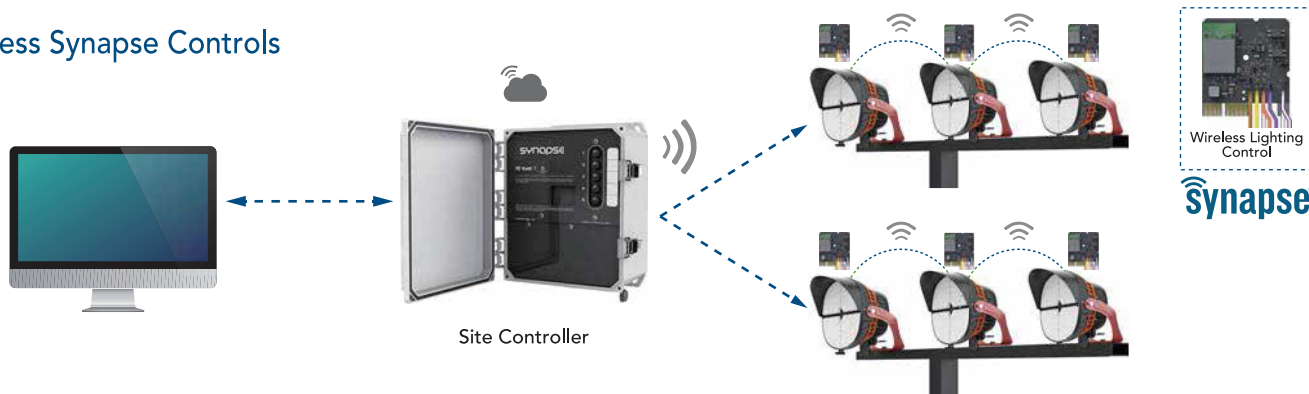 ess Synapse Controls
SYNAPSE
Site Controller
Wireless Lighting
Control
synapse